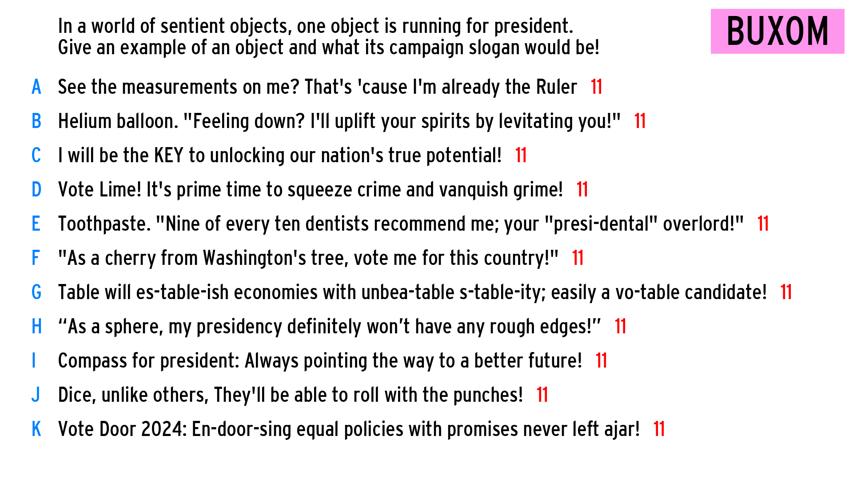 In a world of sentient objects, one object is running for president.
Give an example of an object and what its campaign slogan would be!
BUXOM
A See the measurements on me? That's 'cause I'm already the Ruler 11
B Helium balloon. "Feeling down? I'll uplift your spirits by levitating you!" 11
C I will be the KEY to unlocking our nation's true potential! 11
D Vote Lime! It's prime time to squeeze crime and vanquish grime! 11
E Toothpaste. "Nine of every ten dentists recommend me; your "presi-dental" overlord!" 11
F "As a cherry from Washington's tree, vote me for this country!" 11
G Table will es-table-ish economies with unbea-table s-table-ity; easily a vo-table candidate! 11
H “As a sphere, my presidency definitely won’t have any rough edges!” 11
I Compass for president: Always pointing the way to a better future! 11
J Dice, unlike others, They'll be able to roll with the punches! 11
K Vote Door 2024: En-door-sing equal policies with promises never left ajar! 11